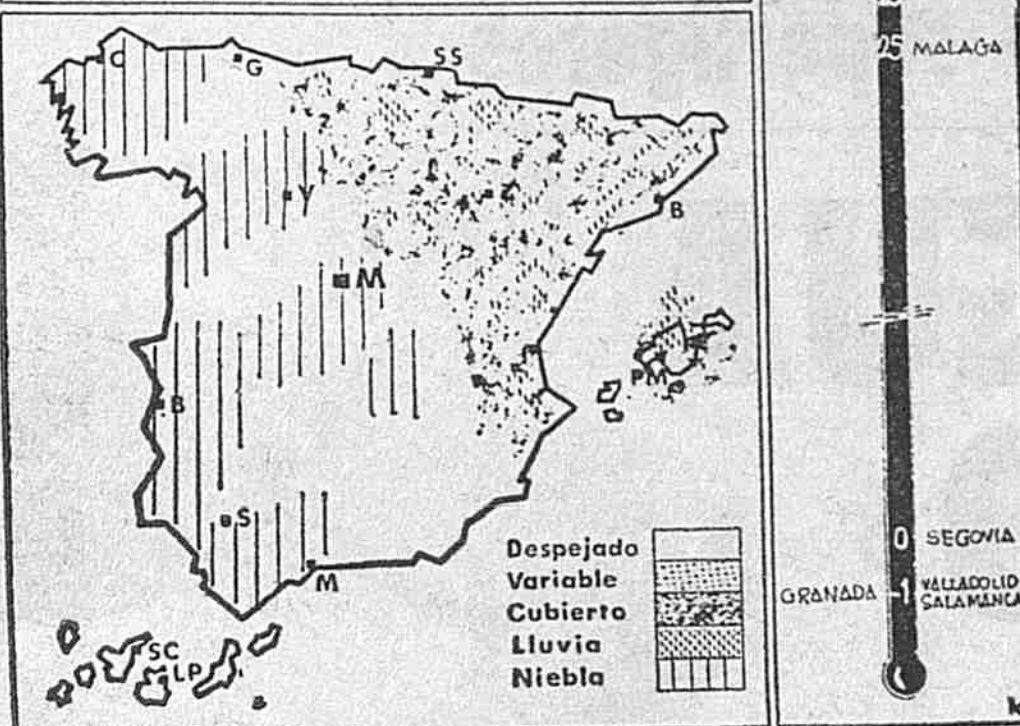 C
G
SS
V
Z
B
M
PM
B
S
M
SC
LP
Despejado
Variable
Cubierto
Lluvia
Niebla
25 MALAGA
0 SEGOVIA
GRANADA -1 VALLADOLID
SALAMANCA